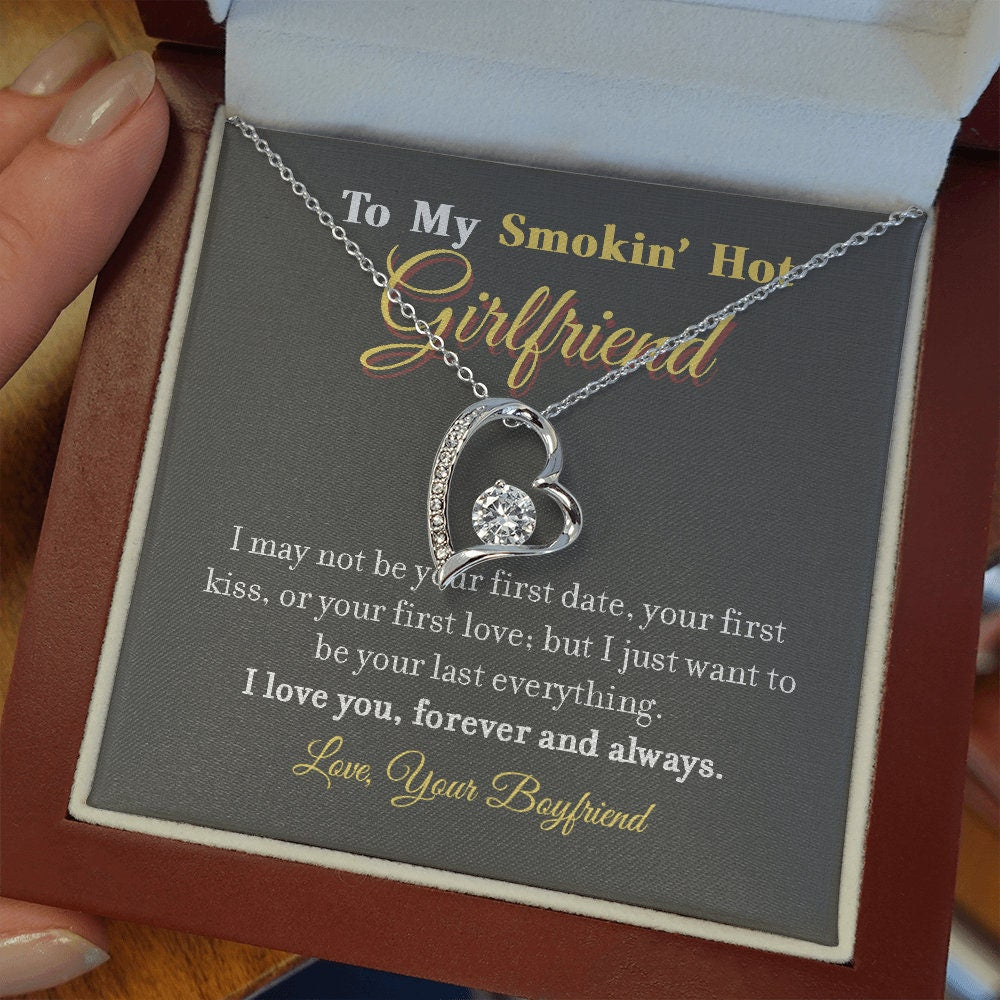 To My Smokin' Hot
Girlfriend
I may not be your first date, your first
kiss, or your first love; but I just want to
be your last everything.
I love you, forever and always.
Love, Your Boyfriend